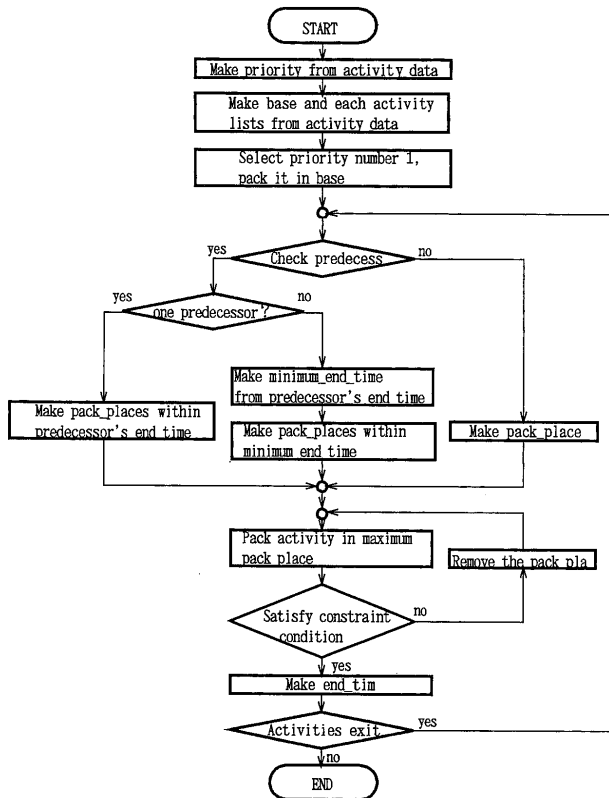 START
Make priority from activity data
Make base and each activity
lists from activity data
Select priority number 1,
pack it in base
Check predecess
yes
no
one predecessor?
yes
no
Make minimum_end_time
from predecessor's end time
Make pack_places within
predecessor's end time
Make pack_places within
minimum end time
Make pack_place
Pack activity in maximum
pack place
Remove the pack pla
Satisfy constraint
condition
no
yes
Make end_tim
Activities exit
yes
no
END